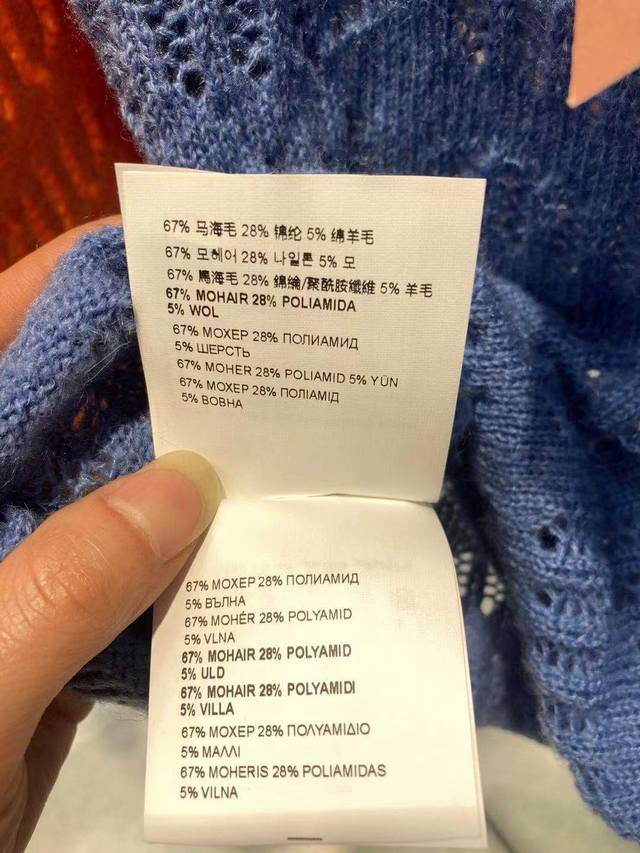 67% 马海毛 28% 锦纶 5% 绵羊毛
67% 모헤어 28% 나일론 5% 모
67% 馬海毛 28% 錦綸/聚酰胺纖維 5% 羊毛
67% MOHAIR 28% POLIAMIDA
5% WOL
67% МОХЕР 28% ПОЛИАМИД
5% ШЕРСТЬ
67% MOHER 28% POLIAMID 5% YÜN
67% МОХЕР 28% ПОЛІАМІД
5% ВОВНА
67% МОХЕР 28% ПОЛИАМИД
5% ВЪЛНА
67% MOHÉR 28% POLYAMID
5% VLNA
67% MOHAIR 28% POLYAMID
5% ULD
67% MOHAIR 28% POLYAMIDI
5% VILLA
67% ΜΟΧΕΡ 28% ΠΟΛΥΑΜΙΔΙΟ
5% ΜΑΛΛΙ
67% MOHERIS 28% POLIAMIDAS
5% VILNA